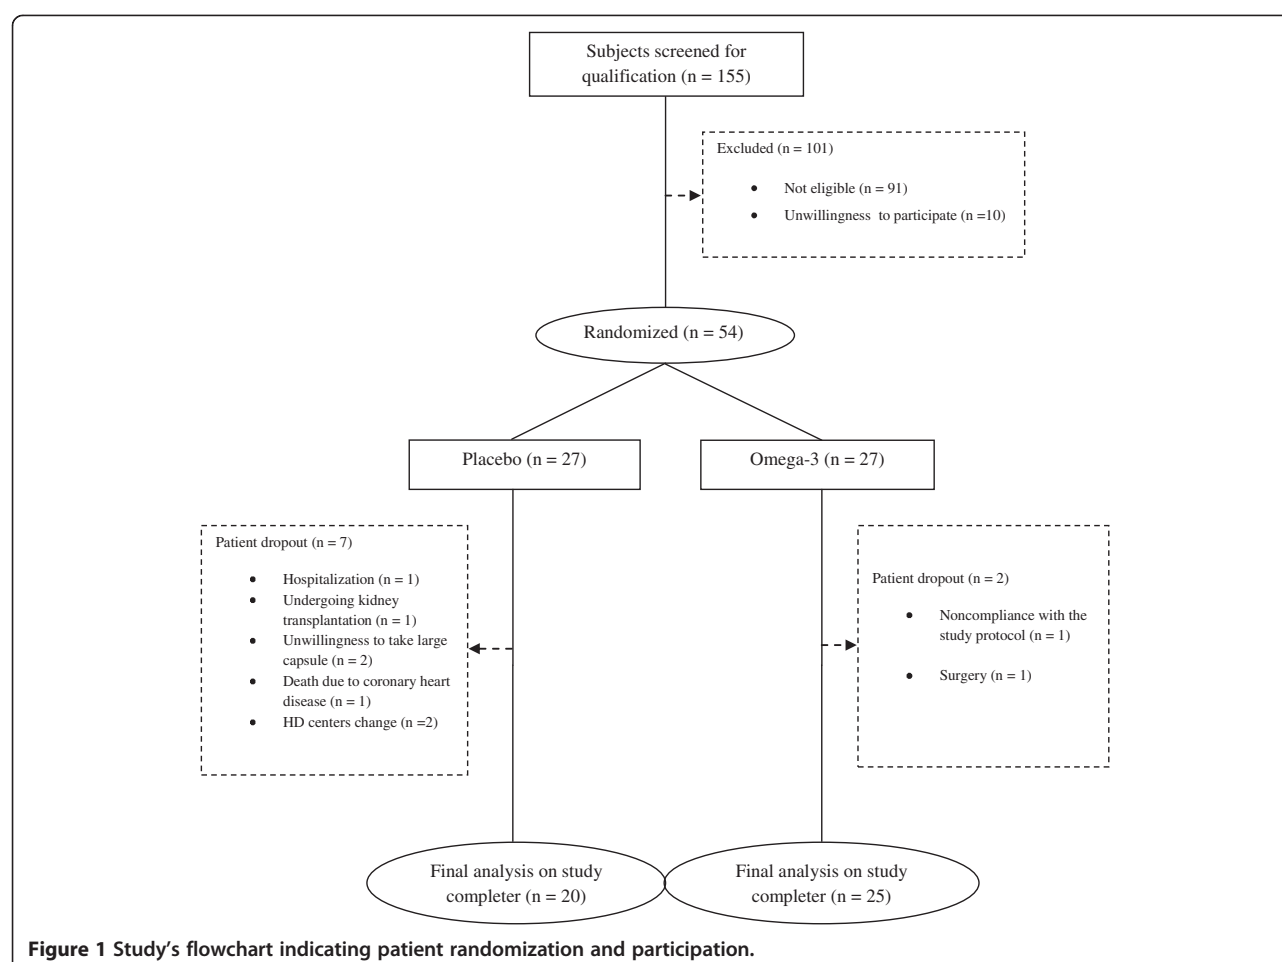 Subjects screened for
qualification (n = 155)
Excluded (n = 101)
• Not eligible (n = 91)
• Unwillingness to participate (n =10)
Randomized (n = 54)
Placebo (n = 27)
Omega-3 (n = 27)
Patient dropout (n = 7)
• Hospitalization (n = 1)
• Undergoing kidney
transplantation (n = 1)
• Unwillingness to take large
capsule (n = 2)
• Death due to coronary heart
disease (n = 1)
• HD centers change (n =2)
Patient dropout (n = 2)
• Noncompliance with the
study protocol (n = 1)
• Surgery (n = 1)
Final analysis on study
completer (n = 20)
Final analysis on study
completer (n = 25)
Figure 1 Study's flowchart indicating patient randomization and participation.